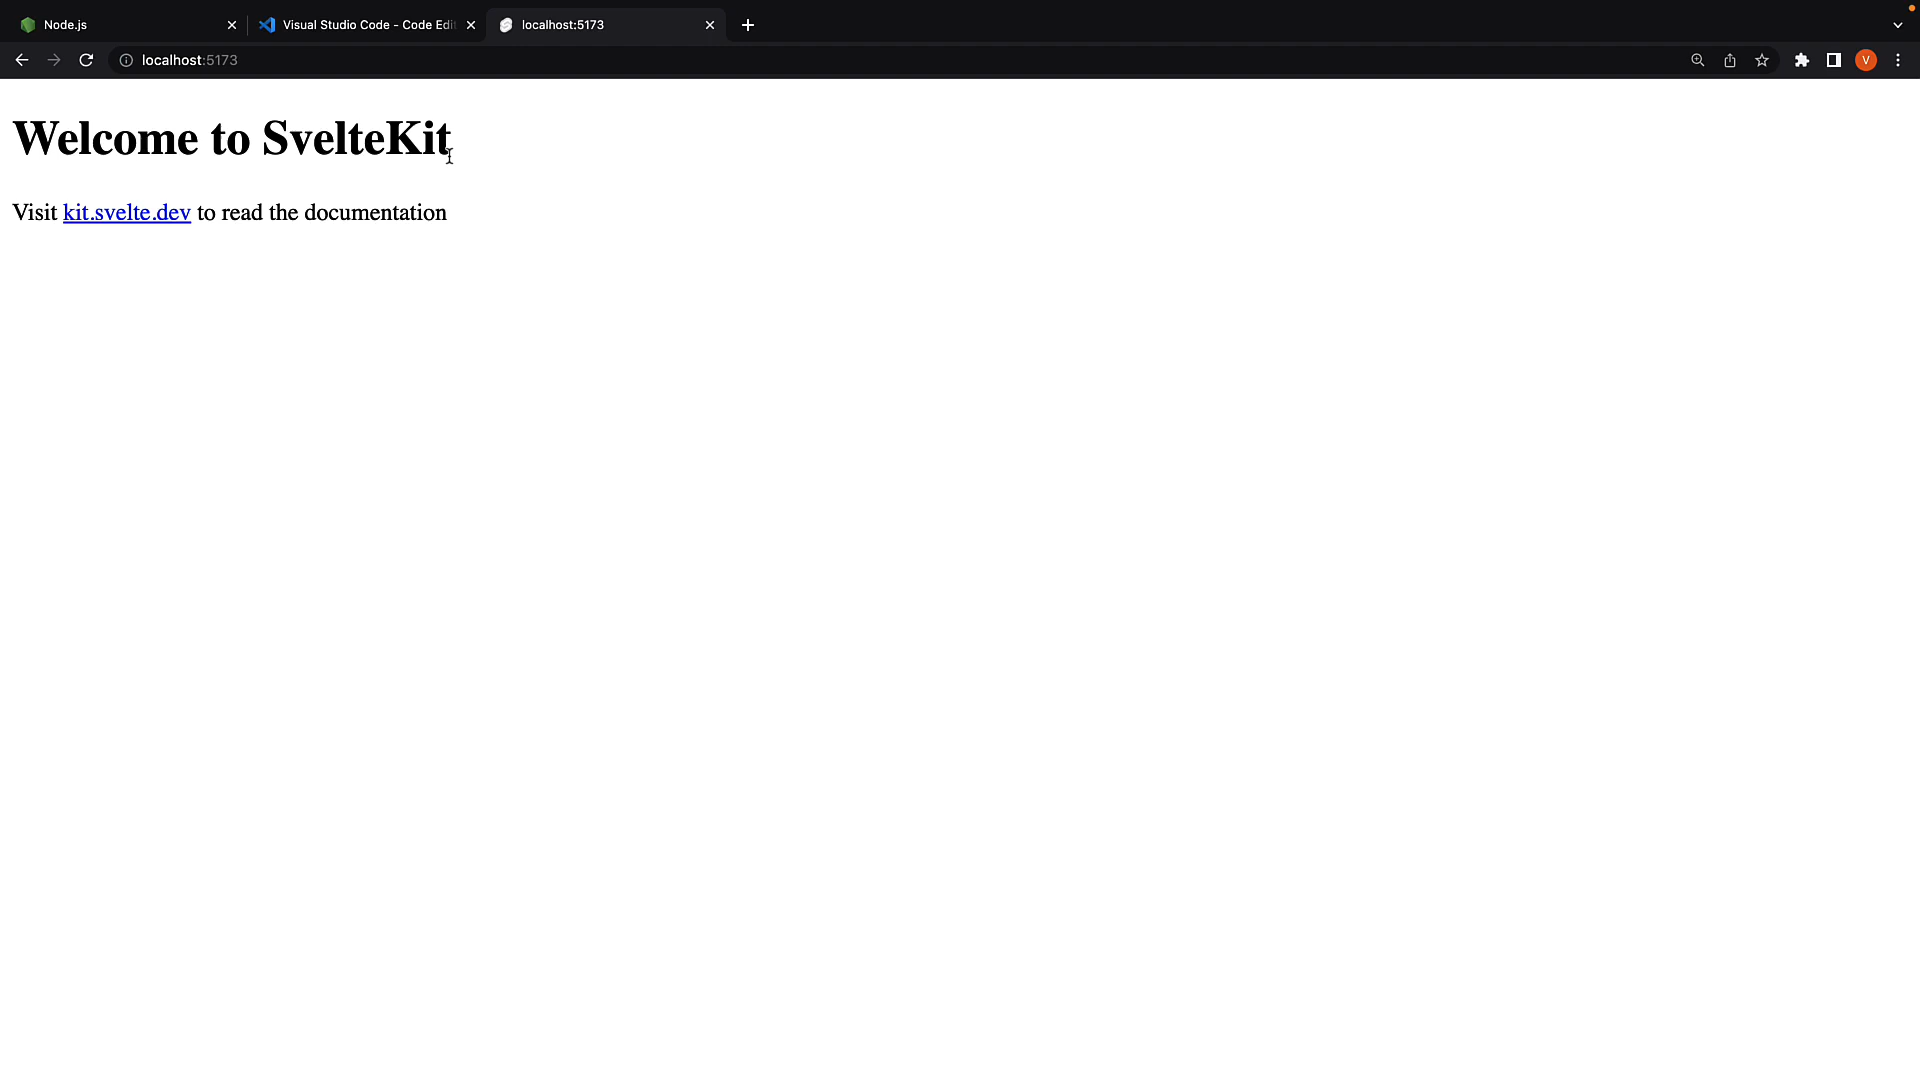 Node.js
Visual Studio Code - Code Edi
localhost:5173
localhost:5173
V
Welcome to SvelteKit
Visit kit.svelte.dev to read the documentation